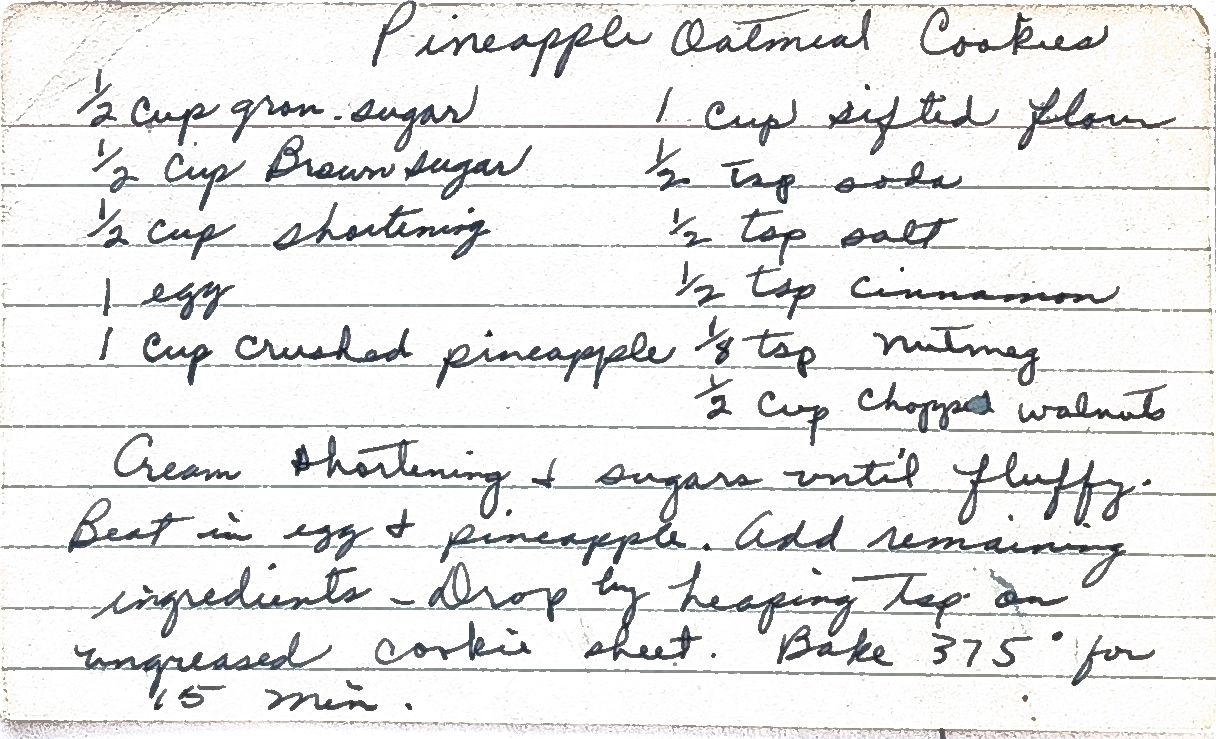 Pineapple Oatmeal Cookies
1/2 cup gran. sugar
1/2 cup Brown sugar
1/2 cup shortening
1 egg
1 cup crushed pineapple
1 cup sifted flour
1/2 tsp soda
1/2 tsp salt
1/2 tsp cinnamon
1/8 tsp nutmeg
1/2 cup chopped walnuts
Cream shortening & sugars until fluffy.
Beat in egg & pineapple. Add remaining
ingredients - Drop by heaping Tsp on
ungreased cookie sheet. Bake 375° for
15 min.